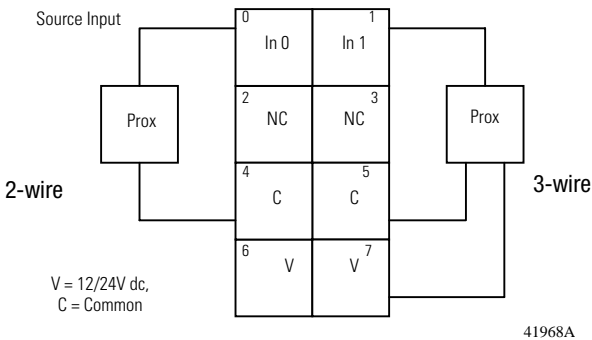 Source Input
0
In 0
1
In 1
Prox
2
NC
3
NC
Prox
2-wire
4
C
5
C
3-wire
6
V
7
V
V = 12/24V dc,
C = Common
41968A